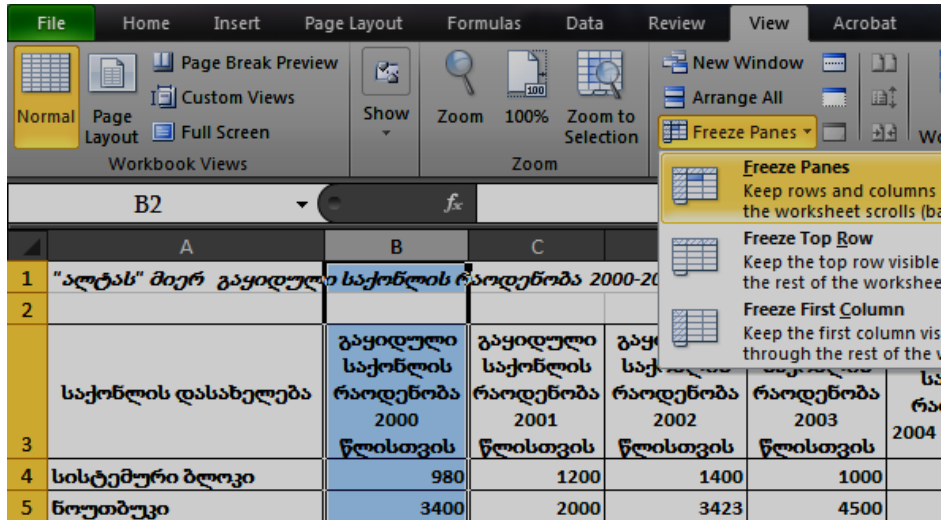 File Home Insert Page Layout Formulas Data Review View Acrobat
Normal
Page Layout
Page Break Preview
Custom Views
Full Screen
Workbook Views
Show
Zoom
100
100%
Zoom to Selection
Zoom
New Window
Arrange All
Freeze Panes
Freeze Panes
Keep rows and columns
the worksheet scrolls
Freeze Top Row
Keep the top row visible
the rest of the
Freeze First Column
Keep the first column
through the rest of the
B2 fx
A B C
1 "ალტას" მიერ გაყიდული საქონლის რაოდენობა
2
გაყიდული გაყიდული
საქონლის საქონლის
საქონლის დასახელება რაოდენობა რაოდენობა რაოდენობა რაოდენობა
2000 2001 2002 2003
2004
3 წლისთვის წლისთვის წლისთვის წლისთვის
4 სისტემური ბლოკი 980 1200 1400 1000
5 ნოუთბუკი 3400 2000 3423 4500